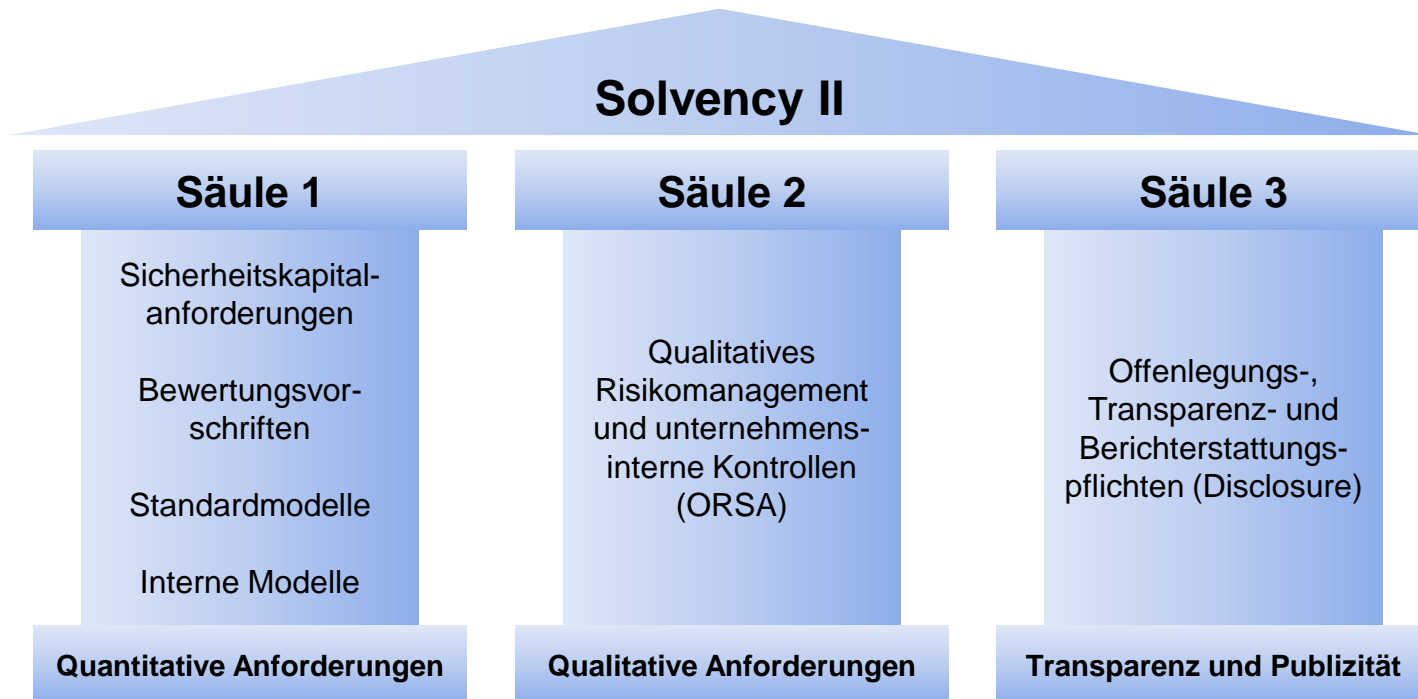 Solvency II
Säule 1
Sicherheitskapital-
anforderungen
Bewertungsvor-
schriften
Standardmodelle
Interne Modelle
Quantitative Anforderungen
Säule 2
Qualitatives
Risikomanagement
und unternehmens-
interne Kontrollen
(ORSA)
Qualitative Anforderungen
Säule 3
Offenlegungs-,
Transparenz- und
Berichterstattungs-
pflichten (Disclosure)
Transparenz und Publizität